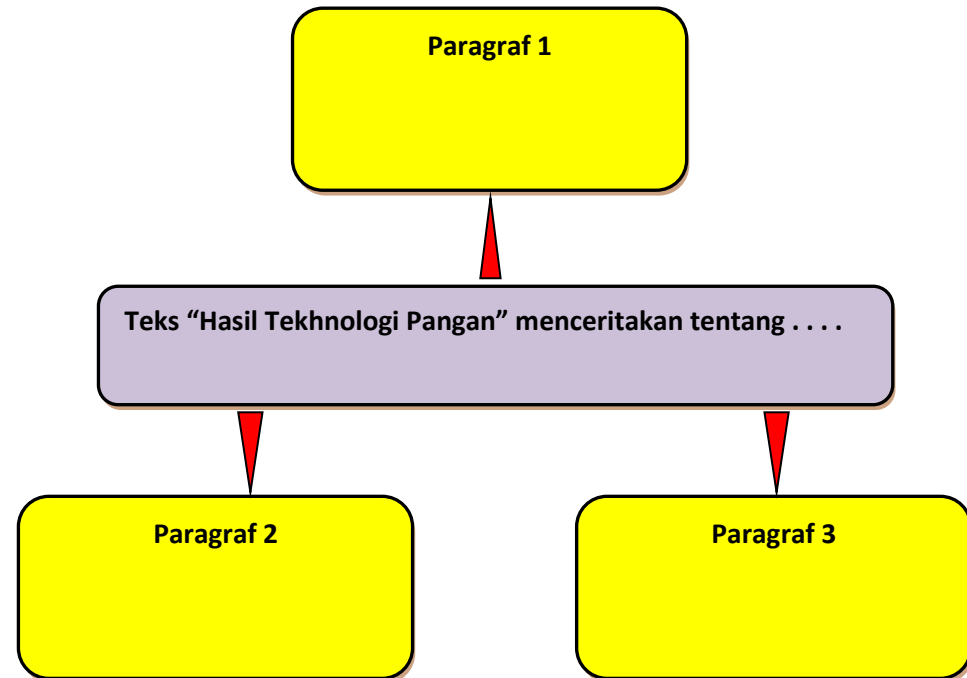 Paragraf 1
Teks “Hasil Tekhnologi Pangan” menceritakan tentang . . . .
Paragraf 2
Paragraf 3